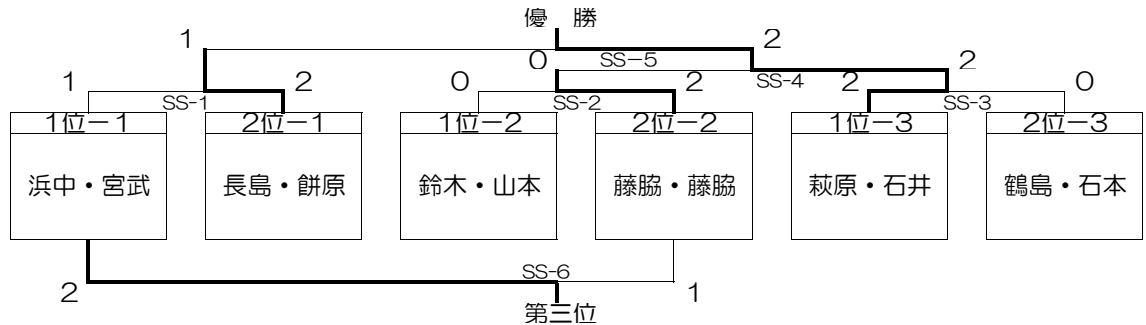 優　勝
1 2
0 SS-5 2
1 2 0 2 SS-4 2 0
SS-1 SS-2 SS-3
1位-1 2位-1 1位-2 2位-2 1位-3 2位-3
浜中・宮武 長島・餅原 鈴木・山本 藤脇・藤脇 萩原・石井 鶴島・石本
SS-6
2 1
第三位